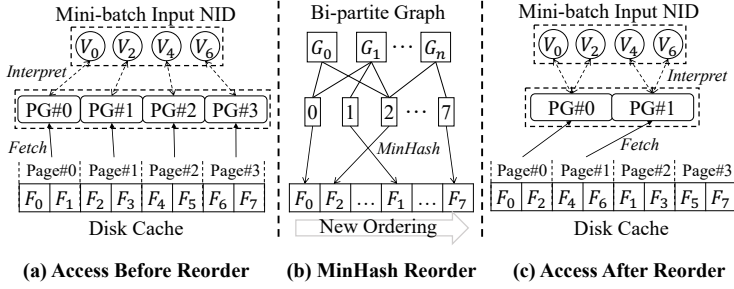 Mini-batch Input NID
V0 V2 V4 V6
Interpret
PG#0 PG#1 PG#2 PG#3
Fetch
Page#0 Page#1 Page#2 Page#3
F0 F1 F2 F3 F4 F5 F6 F7
Disk Cache
(a) Access Before Reorder
Bi-partite Graph
G0 G1 ... Gn
0 1 2 ... 7
MinHash
F0 F2 ... F1 ... F7
New Ordering
(b) MinHash Reorder
Mini-batch Input NID
V0 V2 V4 V6
Interpret
PG#0 PG#1
Fetch
Page#0 Page#1 Page#2 Page#3
F0 F2 F4 F6 F1 F3 F5 F7
Disk Cache
(c) Access After Reorder